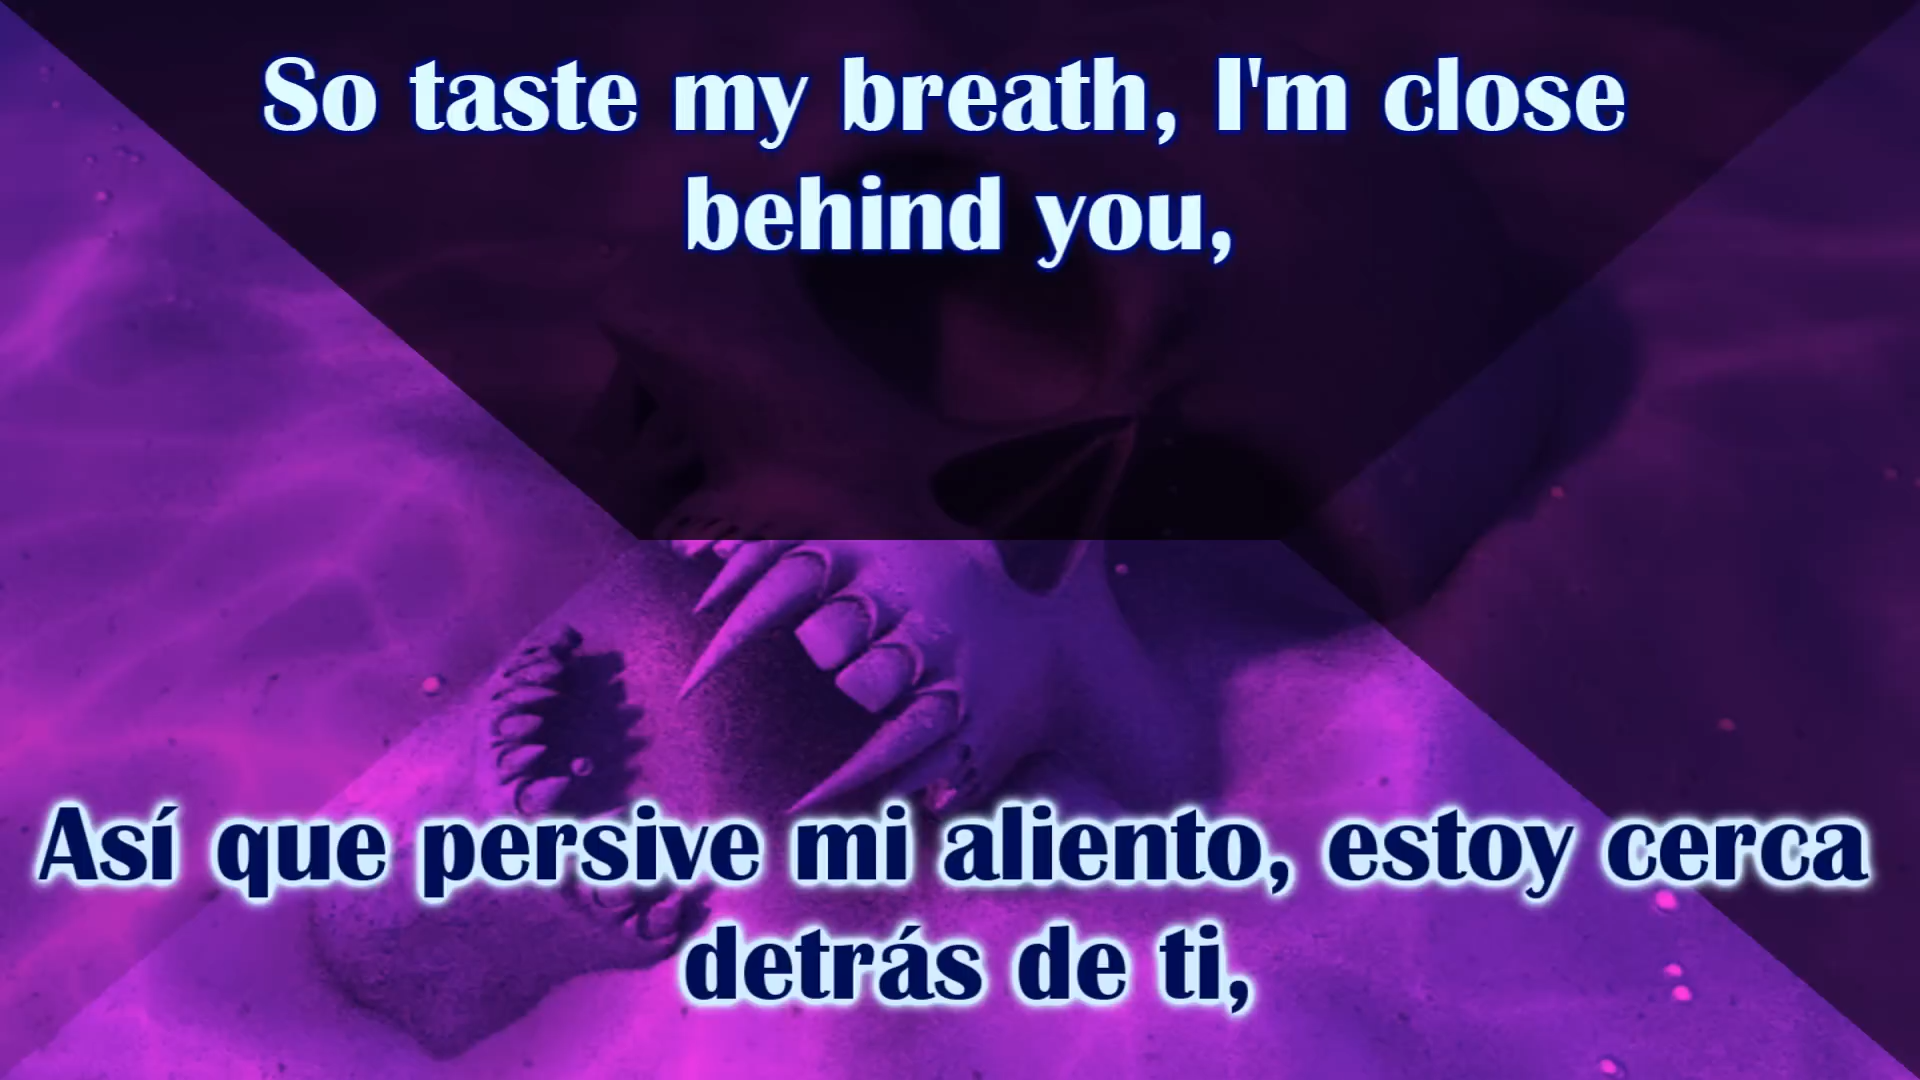 So taste my breath, I'm close
behind you,
Así que persive mi aliento, estoy cerca
detrás de ti,